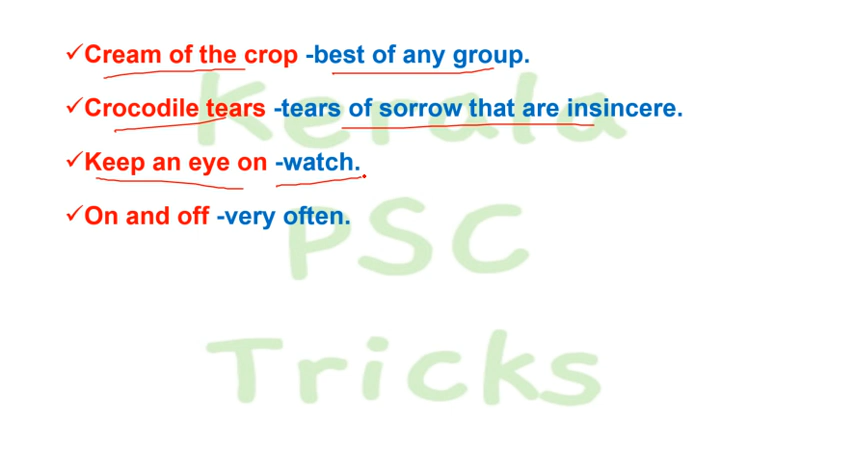 ✓Cream of the crop -best of any group.
✓Crocodile tears -tears of sorrow that are insincere.
✓Keep an eye on -watch.
✓On and off -very often.
Kerala
PSC
Tricks